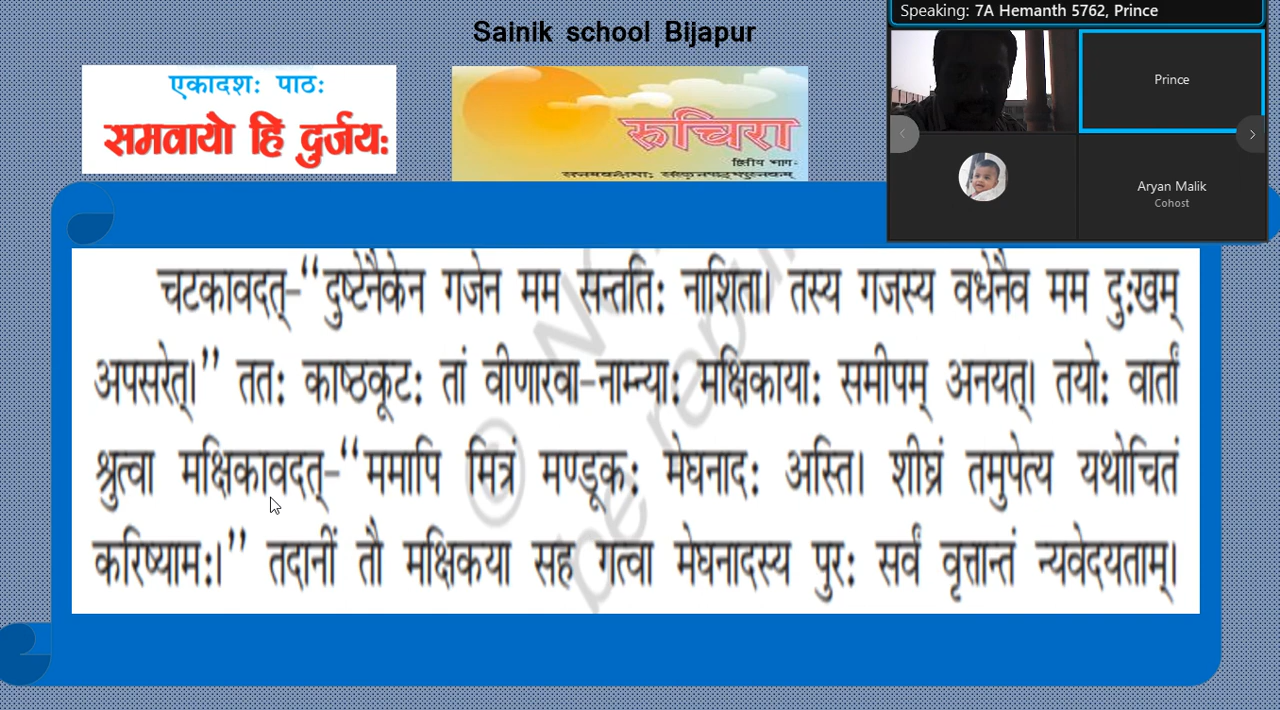 Sainik school Bijapur
Speaking: 7A Hemanth 5762, Prince
एकादशः पाठः
समवायो हि दुर्जयः
रुचिरा
द्वितीयो भागः
Prince
Aryan Malik
Cohost
चटकावदत्-“दुष्टेनैकेन गजेन मम सन्ततिः नाशिता। तस्य गजस्य वधेनैव मम दुःखम्
अपसरेत्।” ततः काष्ठकूटः तां वीणारवा-नाम्न्याः मक्षिकायाः समीपम् अनयत्। तयोः वार्तां
श्रुत्वा मक्षिकावदत्-“ममापि मित्रं मण्डूकः मेघनादः अस्ति। शीघ्रं तमुपेत्य यथोचितं
करिष्यामः।” तदानीं तौ मक्षिकया सह गत्वा मेघनादस्य पुरः सर्वं वृत्तान्तं न्यवेदयताम्।